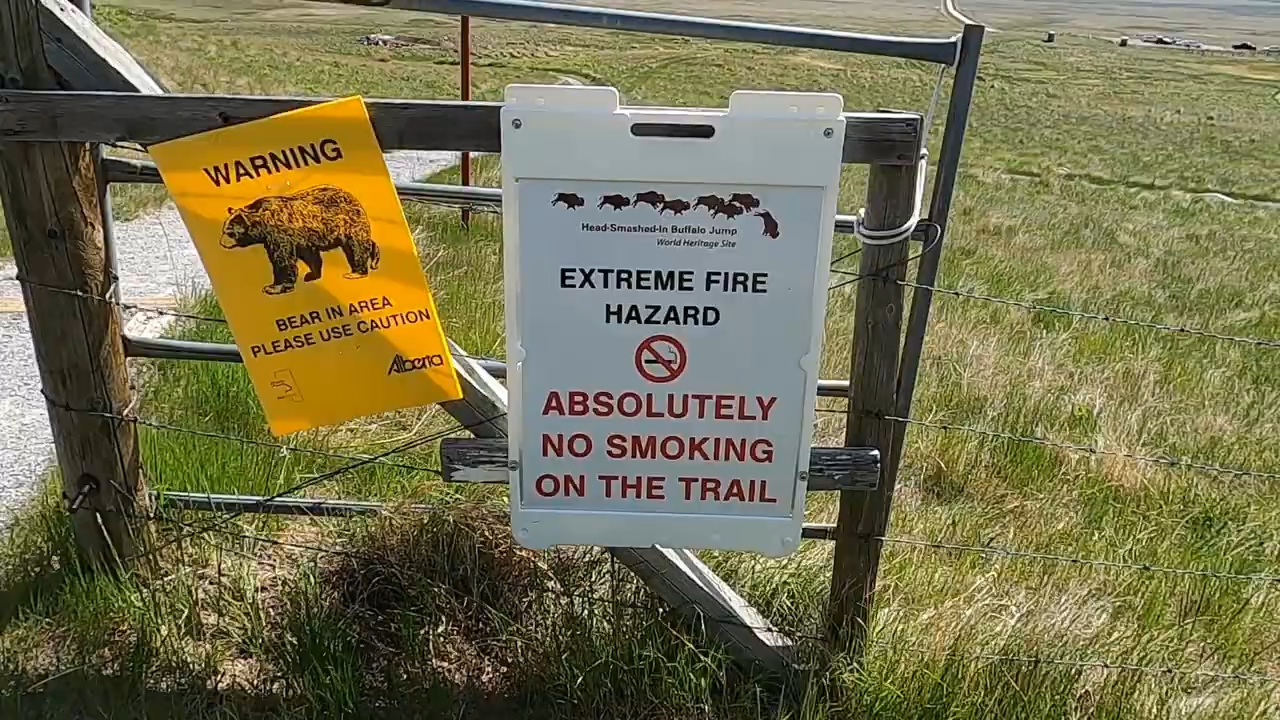 WARNING
BEAR IN AREA
PLEASE USE CAUTION
Alberta
Head-Smashed-In Buffalo Jump
World Heritage Site
EXTREME FIRE
HAZARD
ABSOLUTELY
NO SMOKING
ON THE TRAIL